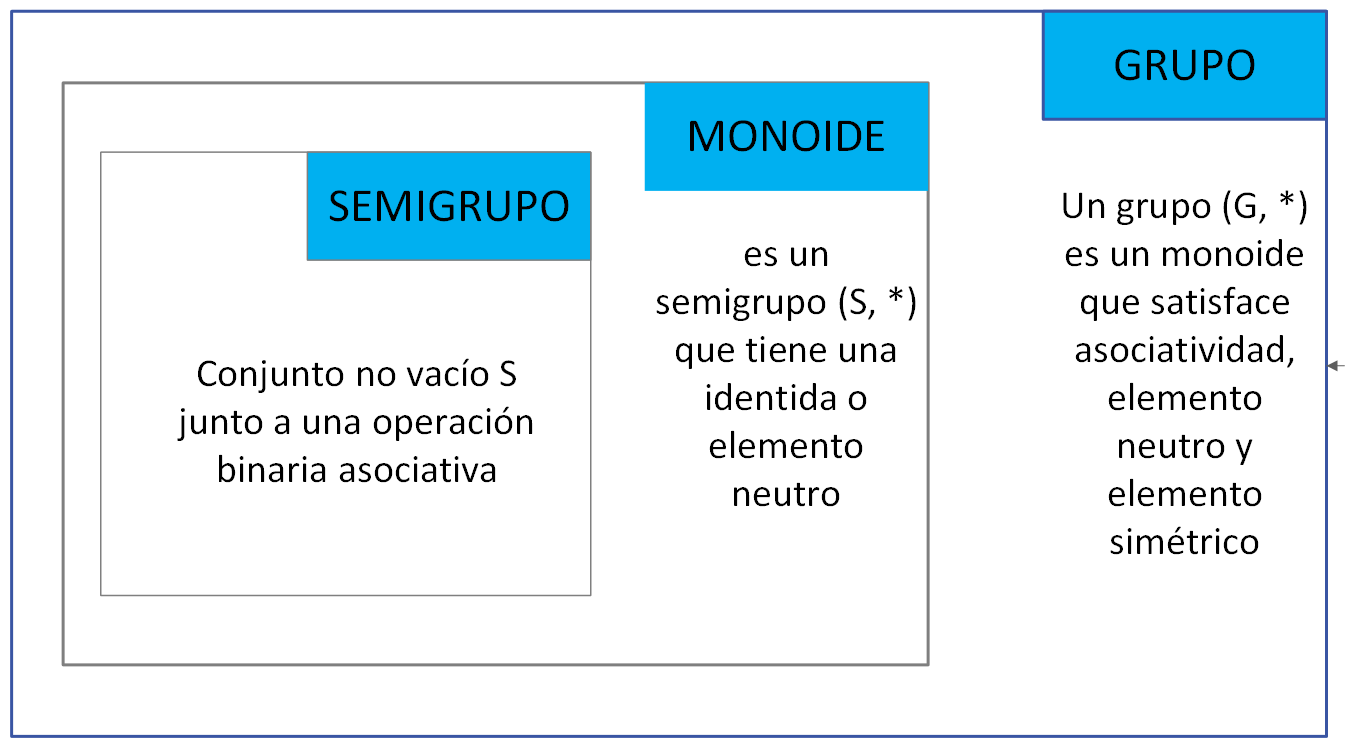 GRUPO
MONOIDE
SEMIGRUPO
Un grupo (G, *)
es un monoide
que satisface
asociatividad,
elemento
neutro y
elemento
simétrico
es un
semigrupo (S, *)
que tiene una
identida o
elemento
neutro
Conjunto no vacío S
junto a una operación
binaria asociativa